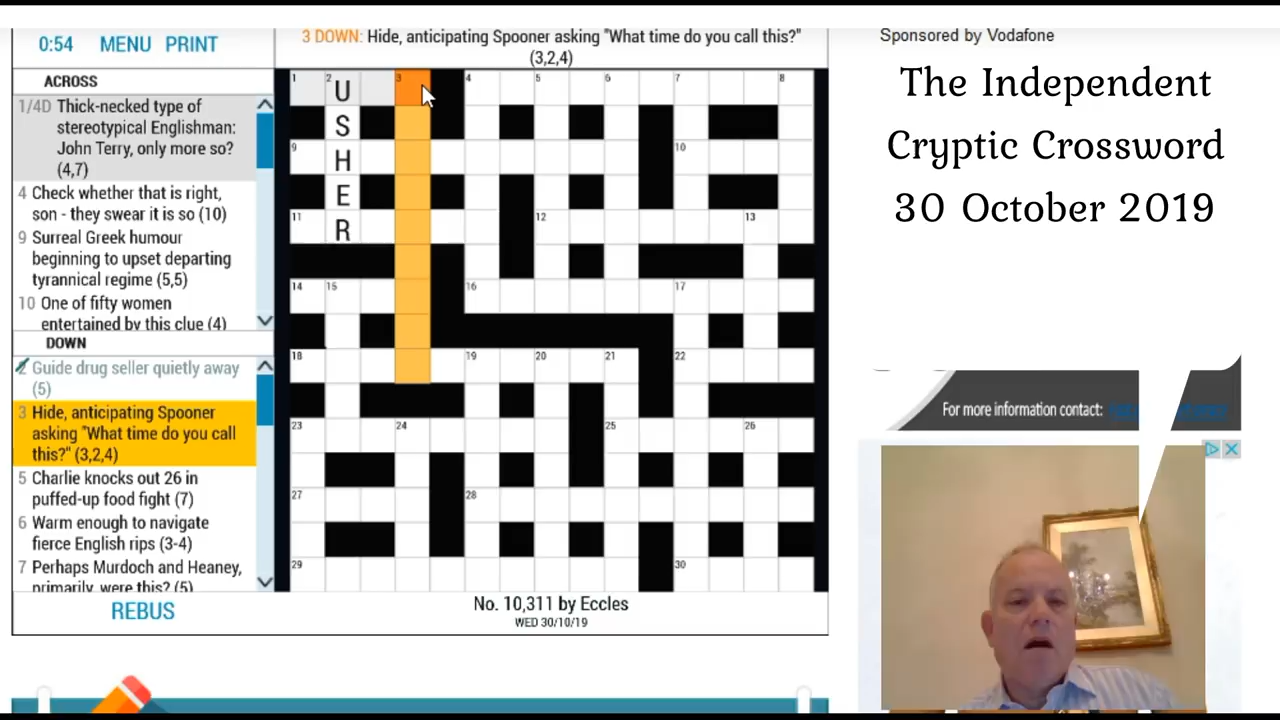 0:54 MENU PRINT
3 DOWN: Hide, anticipating Spooner asking "What time do you call this?"
(3,2,4)
ACROSS
1/4D Thick-necked type of
stereotypical Englishman:
John Terry, only more so?
(4,7)
4 Check whether that is right,
son - they swear it is so (10)
9 Surreal Greek humour
beginning to upset departing
tyrannical regime (5,5)
10 One of fifty women
entertained by this clue (4)
DOWN
2 Guide drug seller quietly away
(5)
3 Hide, anticipating Spooner
asking "What time do you call
this?" (3,2,4)
5 Charlie knocks out 26 in
puffed-up food fight (7)
6 Warm enough to navigate
fierce English rips (3-4)
7 Perhaps Murdoch and Heaney,
primarily, were this? (5)
REBUS
1 2 3 4 5 6 7 8
U
S
9 H 10
E
11 R 12 13
14 15 16 17
18 19 20 21 22
23 24 25 26
27 28
29 30
No. 10,311 by Eccles
WED 30/10/19
Sponsored by Vodafone
The Independent
Cryptic Crossword
30 October 2019
For more information contact: